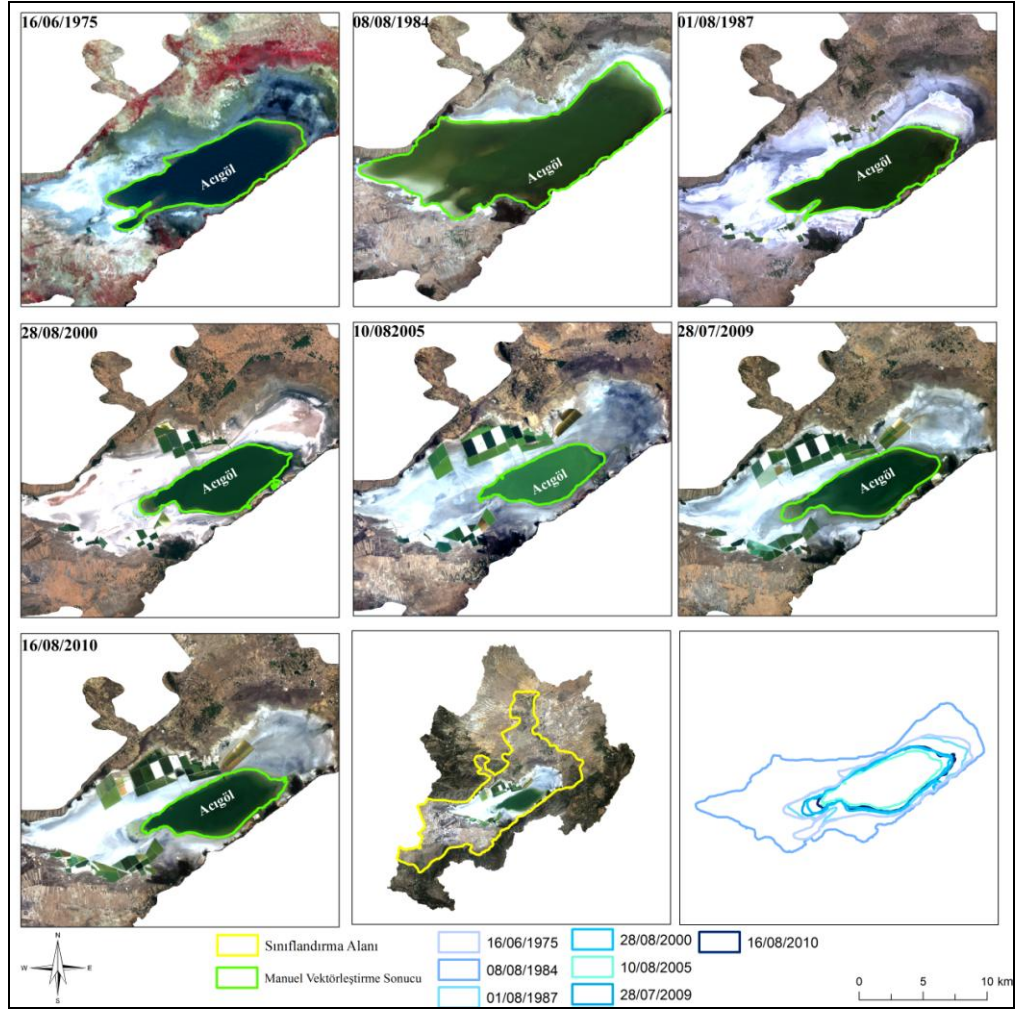 16/06/1975
08/08/1984
01/08/1987
Acıgöl
Acıgöl
Acıgöl
28/08/2000
10/082005
28/07/2009
Acıgöl
Acıgöl
Acıgöl
16/08/2010
Acıgöl
N
W
E
S
Sınıflandırma Alanı
Manuel Vektörleştirme Sonucu
16/06/1975
08/08/1984
01/08/1987
28/08/2000
10/08/2005
28/07/2009
16/08/2010
0 5 10 km